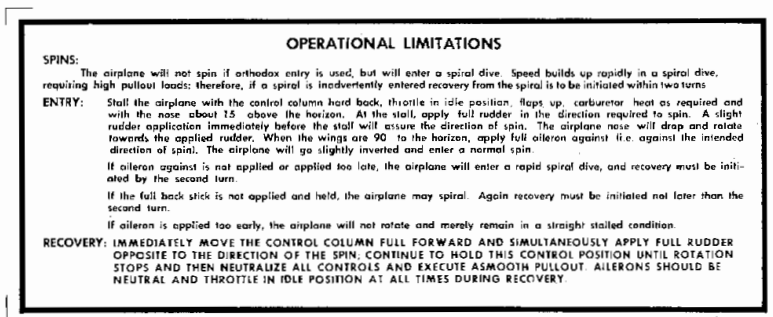 OPERATIONAL LIMITATIONS
SPINS:
The airplane will not spin if orthodox entry is used, but will enter a spiral dive. Speed builds up rapidly in a spiral dive,
requiring high pullout loads: therefore, if a spiral is inadvertently entered recovery from the spiral is to be initiated within two turns
ENTRY: Stall the airplane with the control column hard back, throttle in idle position, flaps up, carburetor heat as required and
with the nose about 15 above the horizon. At the stall, apply full rudder in the direction required to spin. A slight
rudder application immediately before the stall will assure the direction of spin. The airplane nose will drop and rotate
towards the applied rudder. When the wings are 90 to the horizon, apply full aileron against (i.e. against the intended
direction of spin). The airplane will go slightly inverted and enter a normal spin.
If aileron against is not applied or applied too late, the airplane will enter a rapid spiral dive, and recovery must be initi-
ated by the second turn.
If the full back stick is not applied and held, the airplane may spiral. Again recovery must be initiated not later than the
second turn.
If aileron is applied too early, the airplane will not rotate and merely remain in a straight stalled condition.
RECOVERY: IMMEDIATELY MOVE THE CONTROL COLUMN FULL FORWARD AND SIMULTANEOUSLY APPLY FULL RUDDER
OPPOSITE TO THE DIRECTION OF THE SPIN; CONTINUE TO HOLD THIS CONTROL POSITION UNTIL ROTATION
STOPS AND THEN NEUTRALIZE ALL CONTROLS AND EXECUTE ASMOOTH PULLOUT. AILERONS SHOULD BE
NEUTRAL AND THROTTLE IN IDLE POSITION AT ALL TIMES DURING RECOVERY.